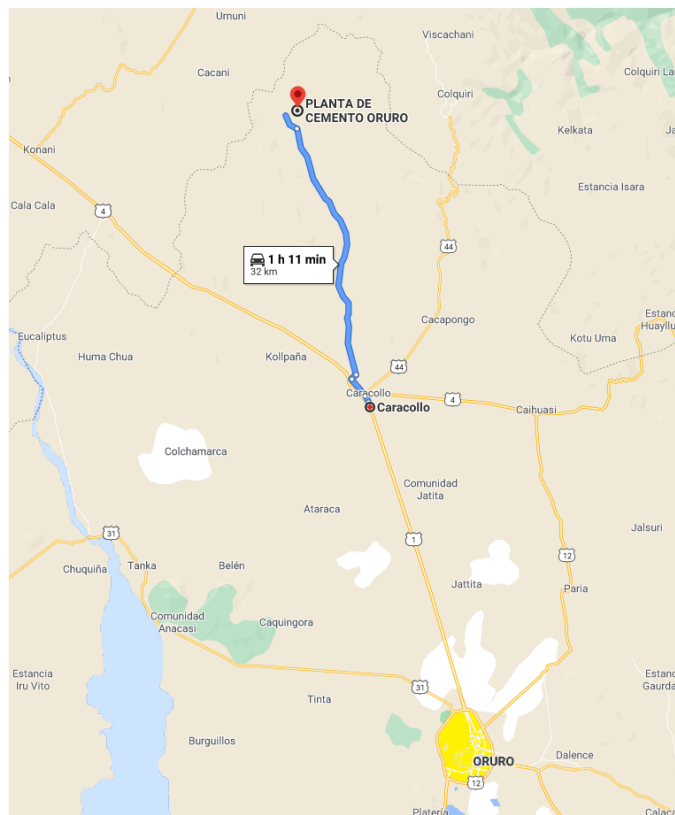 Umuni
Viscachani
Cacani
Colquiri
Colquiri La
PLANTA DE
CEMENTO ORURO
Kelkata
Ja
Konani
Estancia Isara
Cala Cala
4
44
1 h 11 min
32 km
Cacapongo
Estanc
Huayllu
Eucaliptus
Kotu Uma
Huma Chua
Kollpaña
44
Caracollo
4
Caracollo
Caihuasi
Colchamarca
Comunidad
Jatita
Ataraca
Jalsuri
31
1
12
Chuquiña
Tanka
Belén
Jattita
Paria
Comunidad
Anacasi
Caquingora
Estancia
Iru Vito
Estanc
Gaurda
31
Tinta
Burguillos
Dalence
ORURO
12
Platería
Calaca